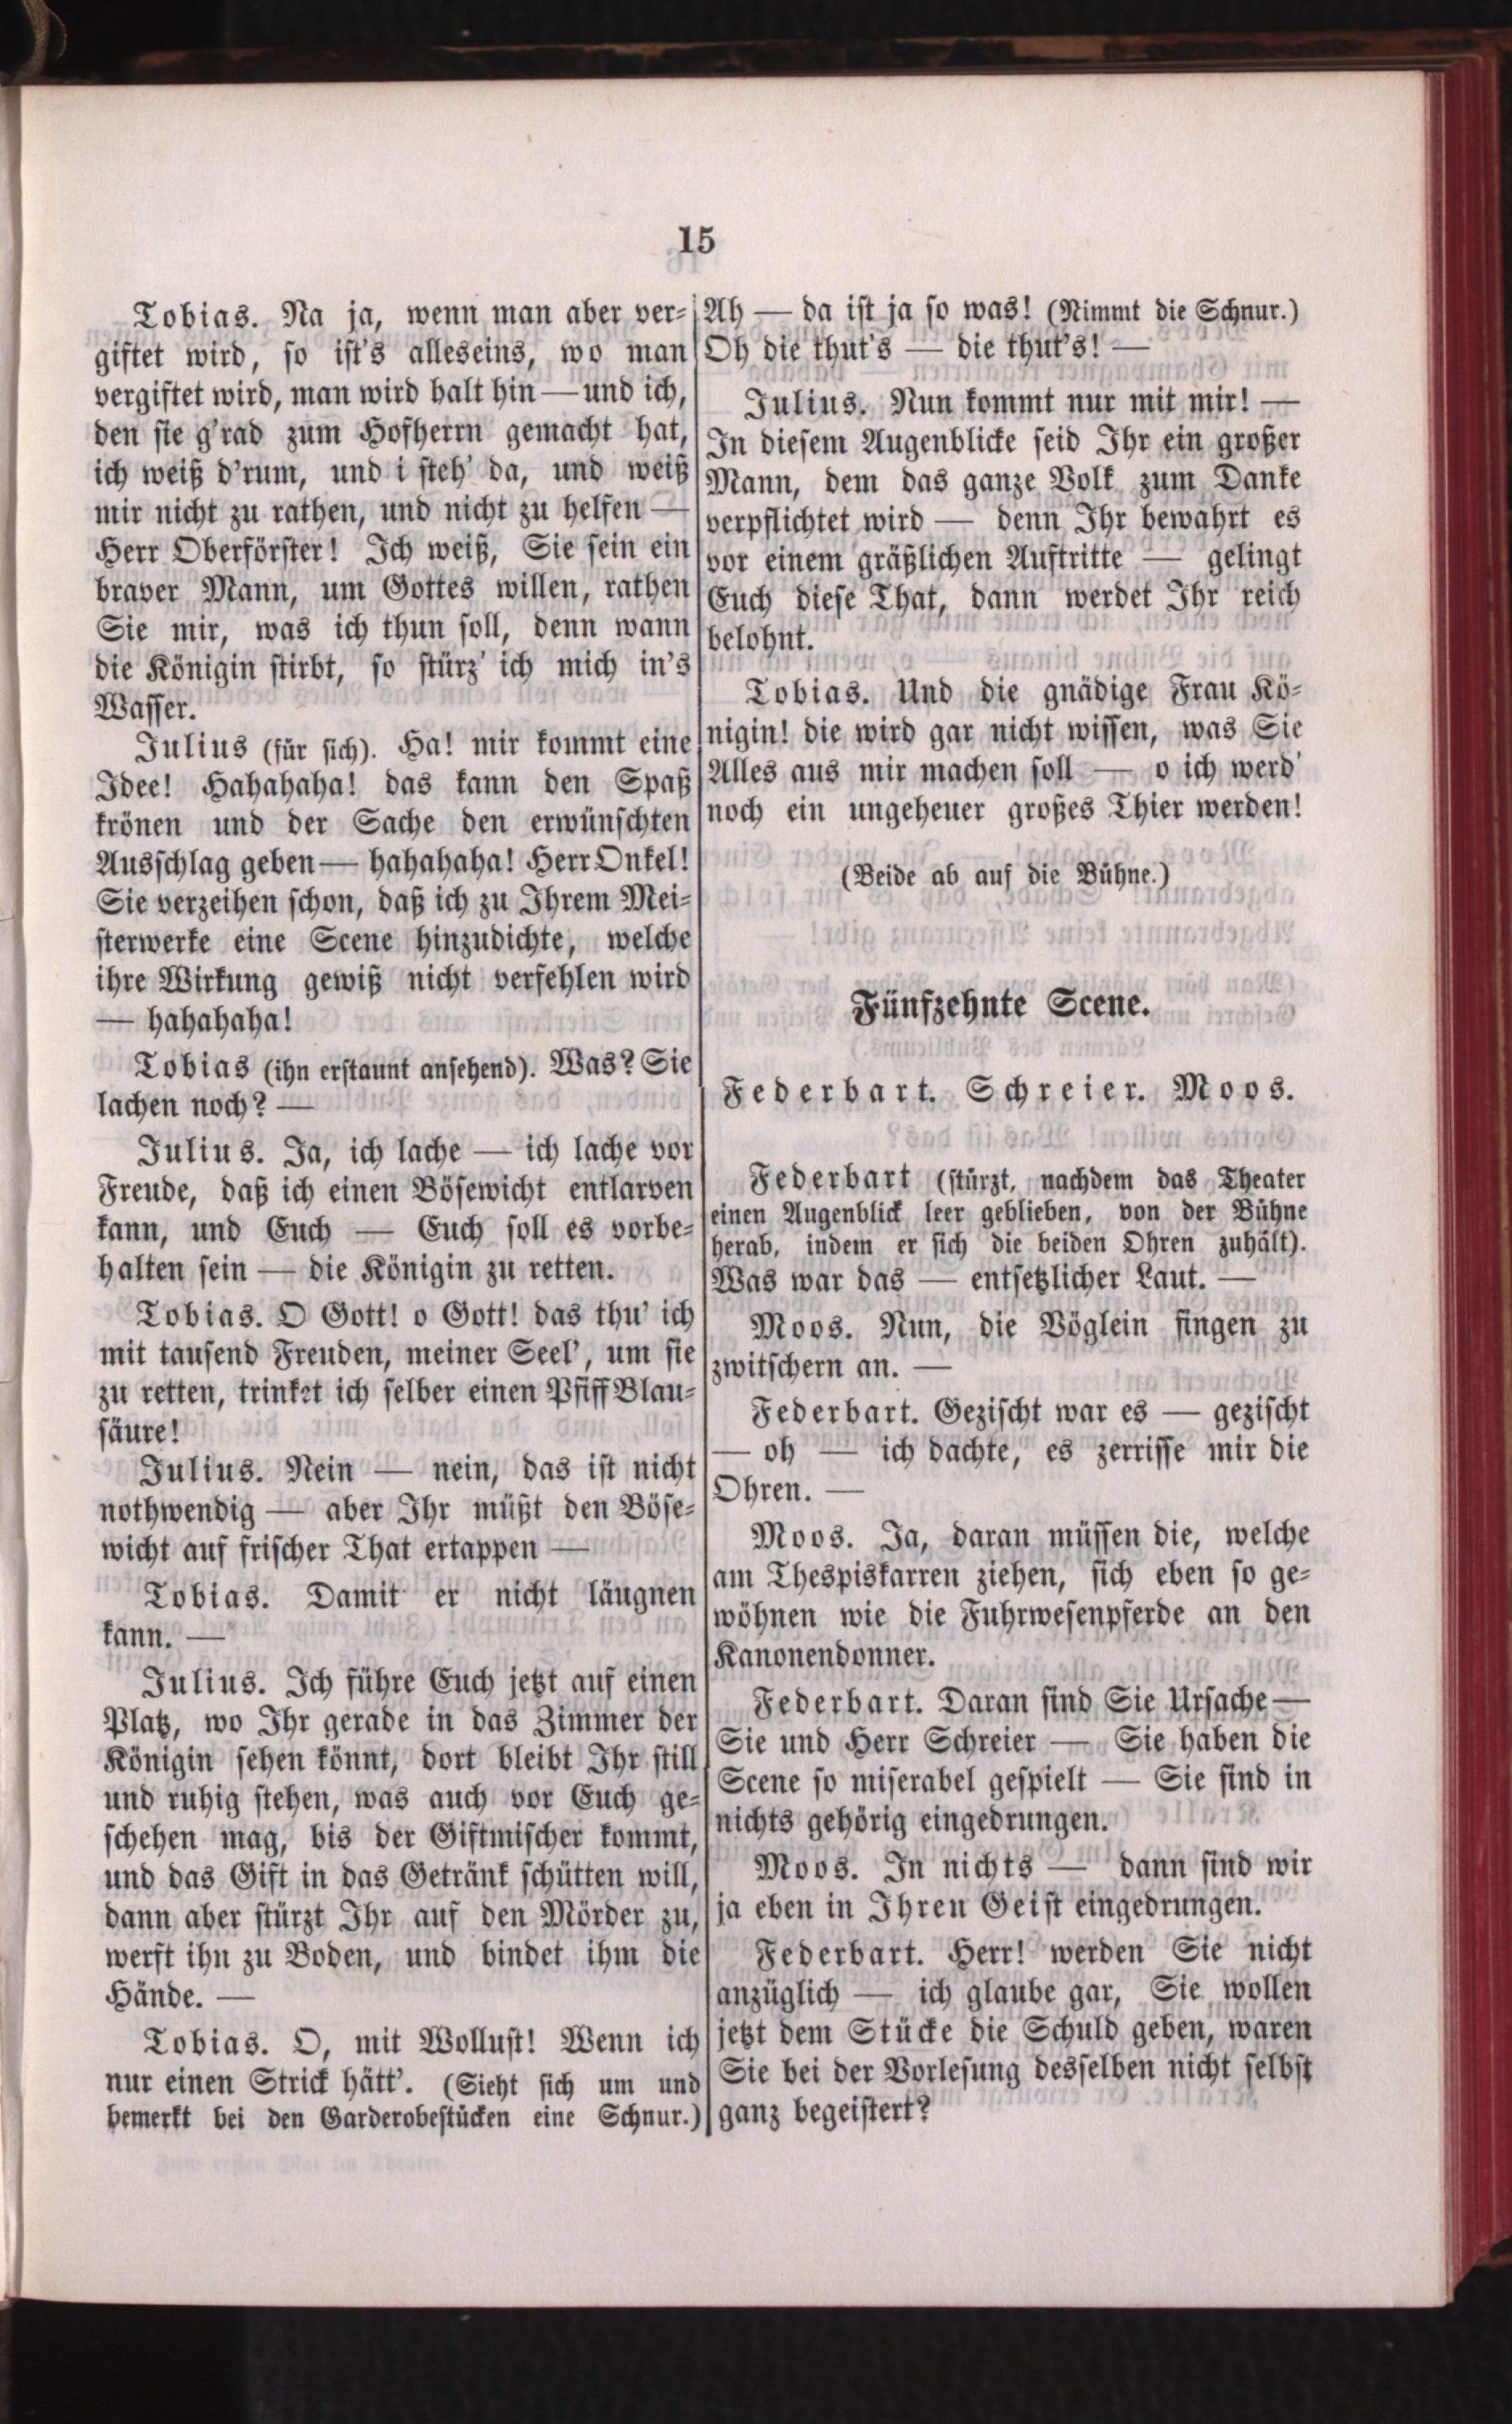 15
Tobias. Na ja, wenn man aber ver-
giftet wird, so ist's alleseins, wo man
vergiftet wird, man wird halt hin — und ich,
den sie g'rad zum Hofherrn gemacht hat,
ich weiß d'rum, und i steh' da, und weiß
mir nicht zu rathen, und nicht zu helfen —
Herr Oberförster! Ich weiß, Sie sein ein
braver Mann, um Gottes willen, rathen
Sie mir, was ich thun soll, denn wann
die Königin stirbt, so stürz' ich mich in's
Wasser.
Julius (für sich). Ha! mir kommt eine
Idee! Hahahaha! das kann den Spaß
krönen und der Sache den erwünschten
Ausschlag geben — hahahaha! Herr Onkel!
Sie verzeihen schon, daß ich zu Ihrem Mei-
sterwerke eine Scene hinzudichte, welche
ihre Wirkung gewiß nicht verfehlen wird
— hahahaha!
Tobias (ihn erstaunt ansehend). Was? Sie
lachen noch? —
Julius. Ja, ich lache — ich lache vor
Freude, daß ich einen Bösewicht entlarven
kann, und Euch — Euch soll es vorbe-
halten sein — die Königin zu retten.
Tobias. O Gott! o Gott! das thu' ich
mit tausend Freuden, meiner Seel', um sie
zu retten, trinket ich selber einen Pfiff Blau-
säure!
Julius. Nein — nein, das ist nicht
nothwendig — aber Ihr müßt den Böse-
wicht auf frischer That ertappen —
Tobias. Damit er nicht läugnen
kann. —
Julius. Ich führe Euch jetzt auf einen
Platz, wo Ihr gerade in das Zimmer der
Königin sehen könnt, dort bleibt Ihr still
und ruhig stehen, was auch vor Euch ge-
schehen mag, bis der Giftmischer kommt,
und das Gift in das Getränk schütten will,
dann aber stürzt Ihr auf den Mörder zu,
werft ihn zu Boden, und bindet ihm die
Hände. —
Tobias. O, mit Wollust! Wenn ich
nur einen Strick hätt'. (Sieht sich um und
bemerkt bei den Garderobestücken eine Schnur.)
Ah — da ist ja so was! (Nimmt die Schnur.)
Oh die thut's — die thut's! —
Julius. Nun kommt nur mit mir! —
In diesem Augenblicke seid Ihr ein großer
Mann, dem das ganze Volk zum Danke
verpflichtet wird — denn Ihr bewahrt es
vor einem gräßlichen Auftritte — gelingt
Euch diese That, dann werdet Ihr reich
belohnt.
Tobias. Und die gnädige Frau Kö-
nigin! die wird gar nicht wissen, was Sie
Alles aus mir machen soll — o ich werd'
noch ein ungeheuer großes Thier werden!
(Beide ab auf die Bühne.)
Fünfzehnte Scene.
Federbart. Schreier. Moos.
Federbart (stürzt, nachdem das Theater
einen Augenblick leer geblieben, von der Bühne
herab, indem er sich die beiden Ohren zuhält).
Was war das — entsetzlicher Laut. —
Moos. Nun, die Vöglein fingen zu
zwitschern an. —
Federbart. Gezischt war es — gezischt
— oh — ich dachte, es zerrisse mir die
Ohren. —
Moos. Ja, daran müssen die, welche
am Thespiskarren ziehen, sich eben so ge-
wöhnen wie die Fuhrwesenpferde an den
Kanonendonner.
Federbart. Daran sind Sie Ursache —
Sie und Herr Schreier — Sie haben die
Scene so miserabel gespielt — Sie sind in
nichts gehörig eingedrungen.
Moos. In nichts — dann sind wir
ja eben in Ihren Geist eingedrungen.
Federbart. Herr! werden Sie nicht
anzüglich — ich glaube gar, Sie wollen
jetzt dem Stücke die Schuld geben, waren
Sie bei der Vorlesung desselben nicht selbst
ganz begeistert?